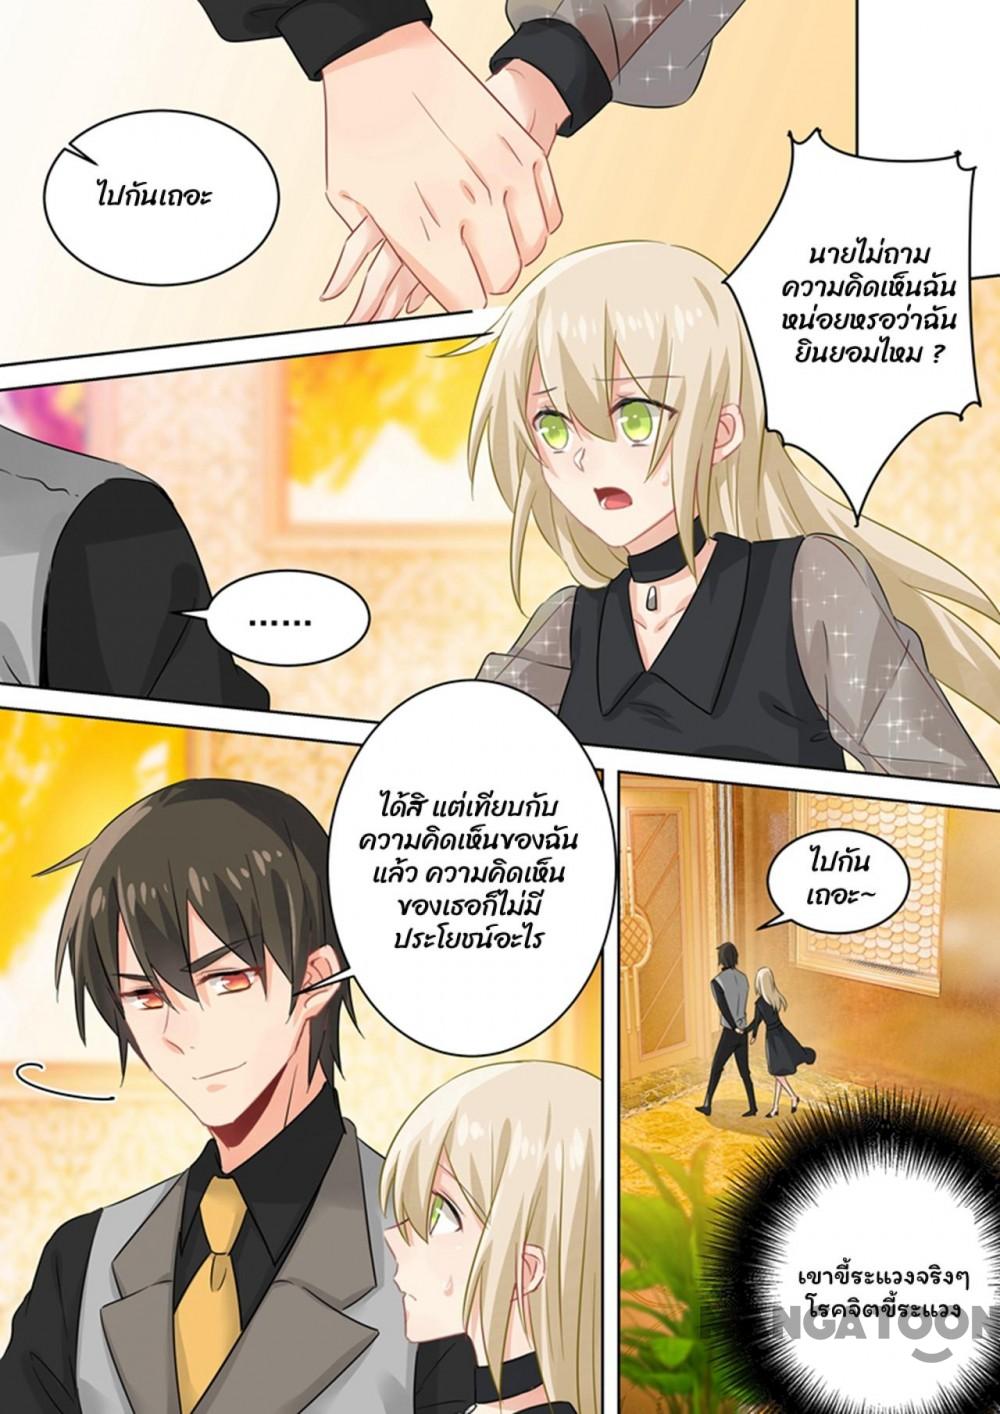 ไปกันเถอะ
นายไม่ถาม
ความคิดเห็นฉัน
หน่อยหรอว่าฉัน
ยินยอมไหม ?
......
ได้สิ แต่เทียบกับ
ความคิดเห็นของฉัน
แล้ว ความคิดเห็น
ของเธอก็ไม่มี
ประโยชน์อะไร
ไปกัน
เถอะ~
เขาขี้ระแวงจริงๆ
โรคจิตขี้ระแวง
MANGATOON